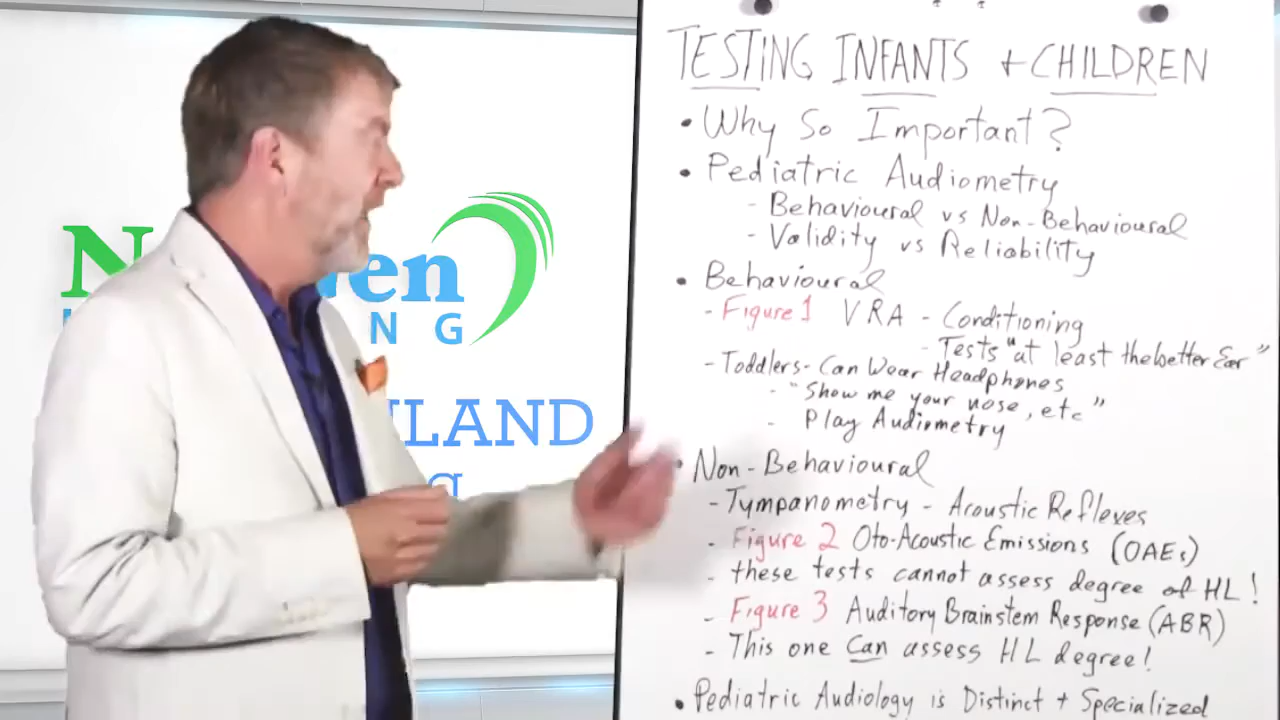 TESTING INFANTS + CHILDREN
• Why So Important?
• Pediatric Audiometry
- Behavioural vs Non-Behavioural
- Validity vs Reliability
• Behavioural
- Figure 1 VRA - Conditioning
- Tests "at least the better Ear"
- Toddlers - Can Wear Headphones
- "Show me your nose, etc"
- Play Audiometry
• Non-Behavioural
- Tympanometry - Acoustic Reflexes
- Figure 2 Oto-Acoustic Emissions (OAEs)
- these tests cannot assess degree of HL!
- Figure 3 Auditory Brainstem Response (ABR)
- This one Can assess HL degree!
• Pediatric Audiology is Distinct + Specialized